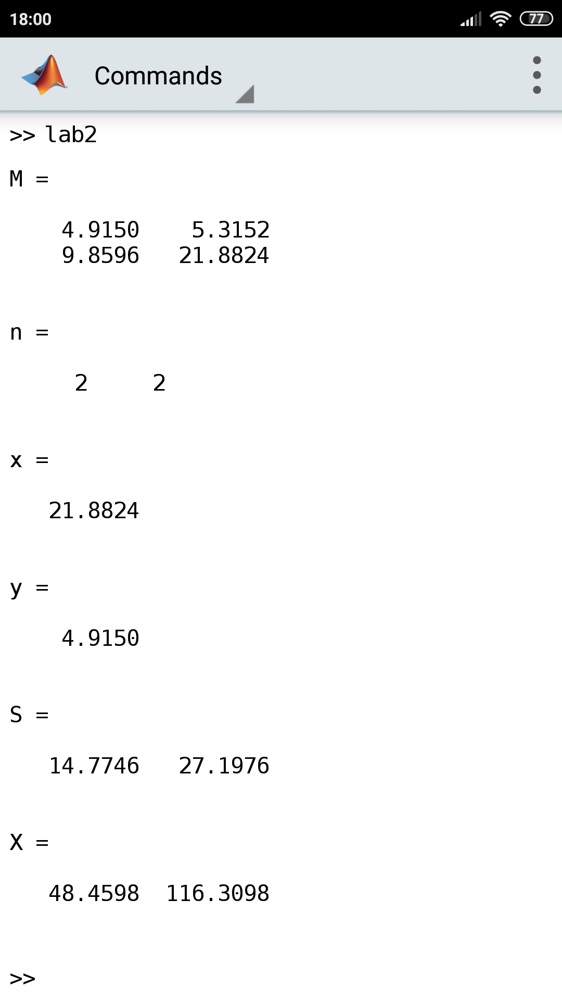 18:00 77
Commands
>> lab2
M =
4.9150 5.3152
9.8596 21.8824
n =
2 2
x =
21.8824
y =
4.9150
S =
14.7746 27.1976
X =
48.4598 116.3098
>>